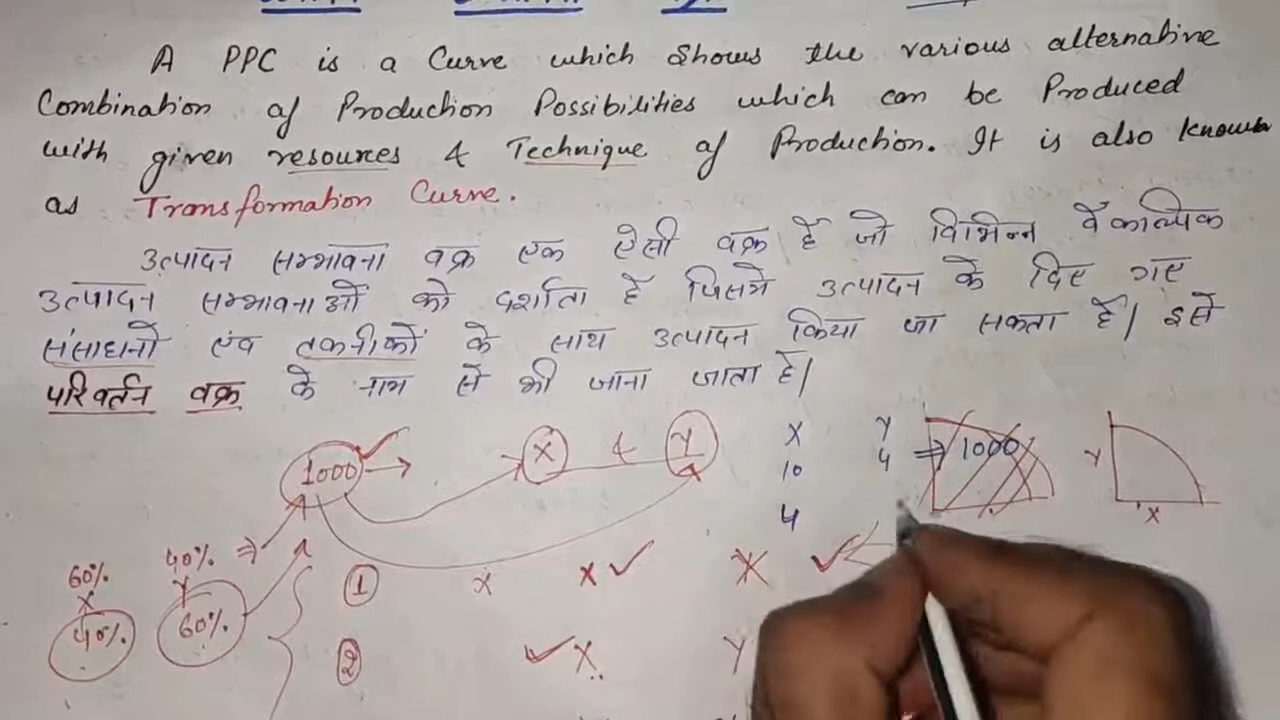 A PPC is a Curve which shows the various alternative
Combination of Production Possibilities which can be Produced
with given resources & Technique of Production. It is also known
as Transformation Curve.
उत्पादन सम्भावना वक्र एक ऐसी वक्र है जो विभिन्न वैकल्पिक
उत्पादन सम्भावनाओं को दर्शाता है जिसमे उत्पादन के दिए गए
संसाधनों एंव तकनीकों के साथ उत्पादन किया जा सकता है। इसे
परिवर्तन वक्र के नाम से भी जाना जाता है।
1000 → X & Y
X Y
10 4 ⇒ 1000
4
Y
X
60% 40% ⇒
X Y
40% 60%
① X X ✓ X ✓
② ✓ X Y